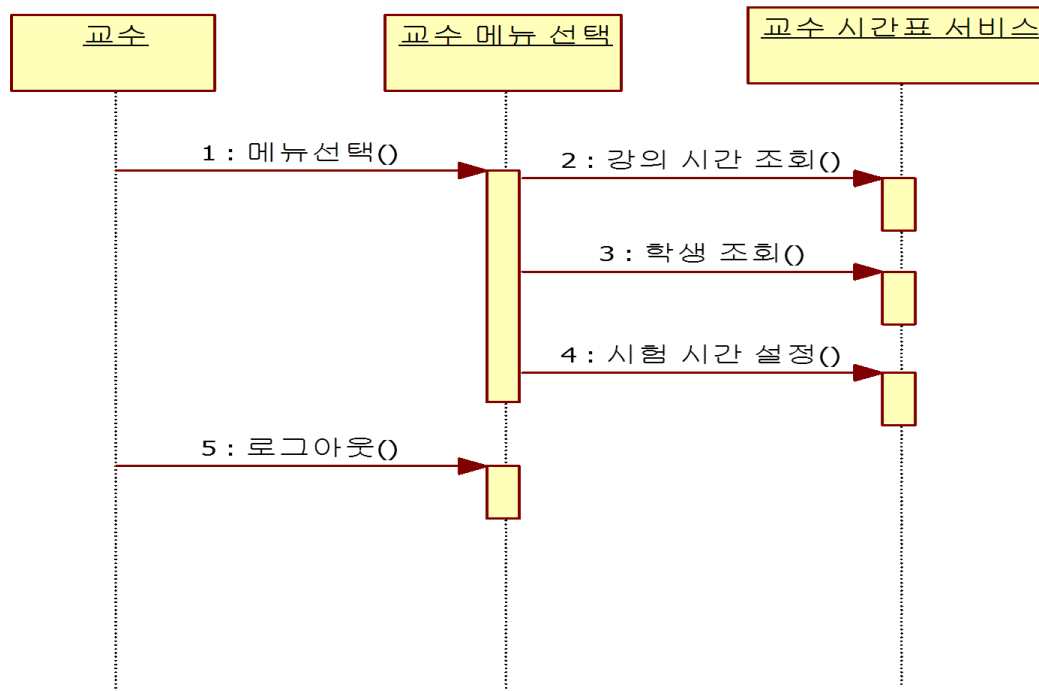 교수
교수 메뉴 선택
교수 시간표 서비스
1 : 메뉴선택()
2 : 강의 시간 조회()
3 : 학생 조회()
4 : 시험 시간 설정()
5 : 로그아웃()